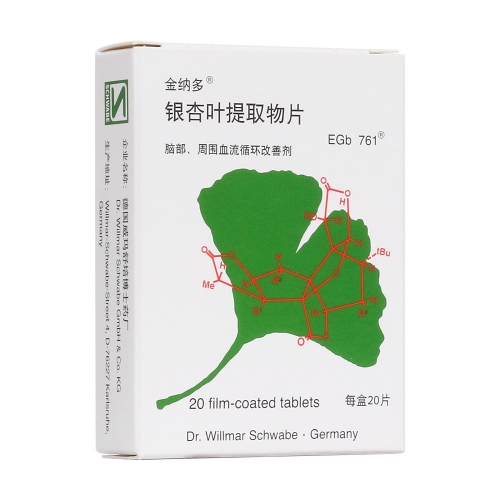 金纳多®
银杏叶提取物片
EGb 761®
脑部、周围血流循环改善剂
O
O
H
HO
tBu
O
O
H
Me
O
O
20 film-coated tablets
每盒20片
Dr. Willmar Schwabe · Germany
SCHWABE
企业名称：德国威玛舒培博士药厂
Dr. Willmar Schwabe GmbH & Co. KG
生产地址：Willmar-Schwabe-Street 4, D-76227 Karlsruhe,
Germany